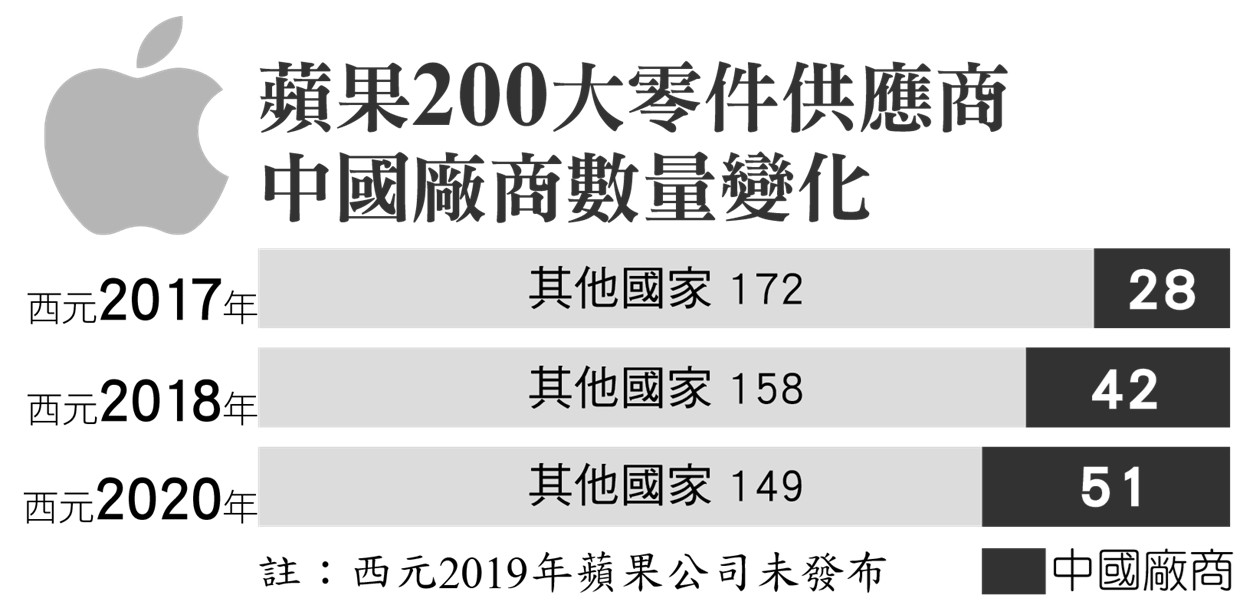 蘋果200大零件供應商
中國廠商數量變化
西元2017年 其他國家 172 28
西元2018年 其他國家 158 42
西元2020年 其他國家 149 51
註：西元2019年蘋果公司未發布 中國廠商